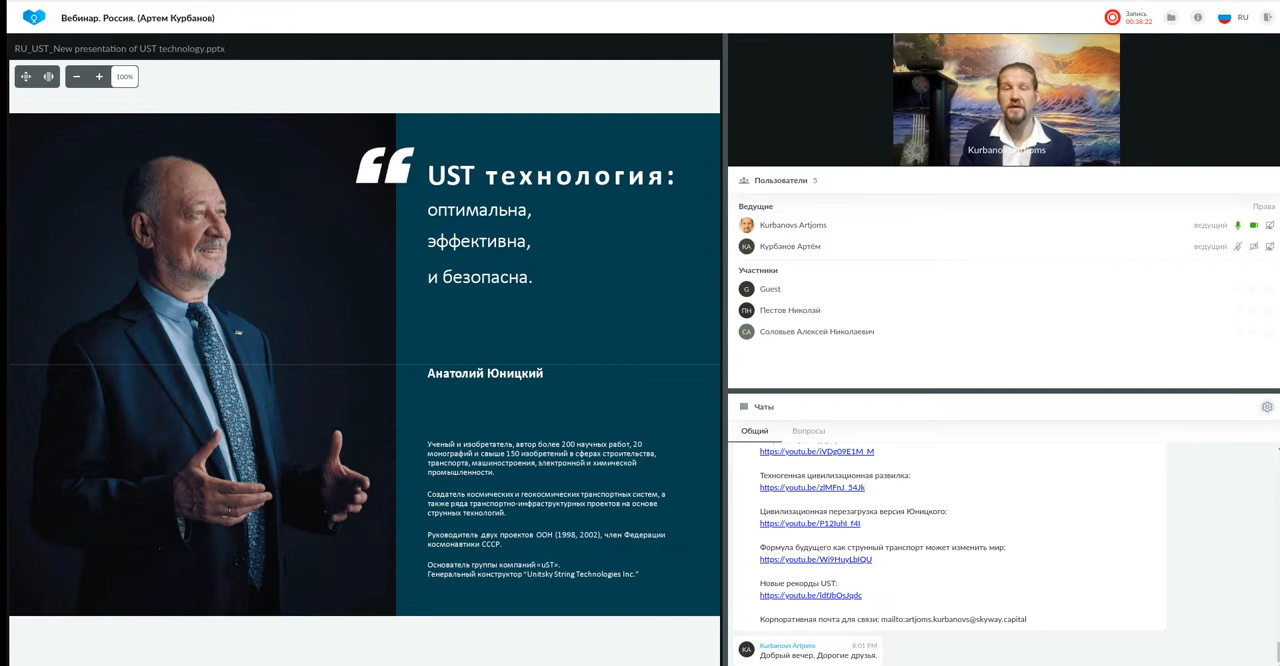 Вебинар. Россия. (Артем Курбанов)
Запись
00:38:22
RU
RU_UST_New presentation of UST technology.pptx
100%
UST технология:
оптимальна,
эффективна,
и безопасна.
Анатолий Юницкий
Ученый и изобретатель, автор более 200 научных работ, 20
монографий и свыше 150 изобретений в сферах строительства,
транспорта, машиностроения, электронной и химической
промышленности.
Создатель космических и геокосмических транспортных систем, а
также ряда транспортно-инфраструктурных проектов на основе
струнных технологий.
Руководитель двух проектов ООН (1998, 2002), член Федерации
космонавтики СССР.
Основатель группы компаний «uST».
Генеральный конструктор “Unitsky String Technologies Inc.”
Пользователи 5
Ведущие Права
Kurbanovs Artjoms ведущий
KA Курбанов Артём ведущий
Участники
G Guest
ПН Пестов Николай
CA Соловьев Алексей Николаевич
Чаты
Общий Вопросы
https://youtu.be/iVDg09E1M_M
Техногенная цивилизационная развилка:
https://youtu.be/zlMFnJ_54Jk
Цивилизационная перезагрузка версия Юницкого:
https://youtu.be/P12IuhI_f4I
Формула будущего как струнный транспорт может изменить мир:
https://youtu.be/Wi9HuyLbIQU
Новые рекорды UST:
https://youtu.be/ldfJbOsJqdc
Корпоративная почта для связи: mailto:artjoms.kurbanovs@skyway.capital
KA Kurbanovs Artjoms 8:01 PM
Добрый вечер, Дорогие друзья.